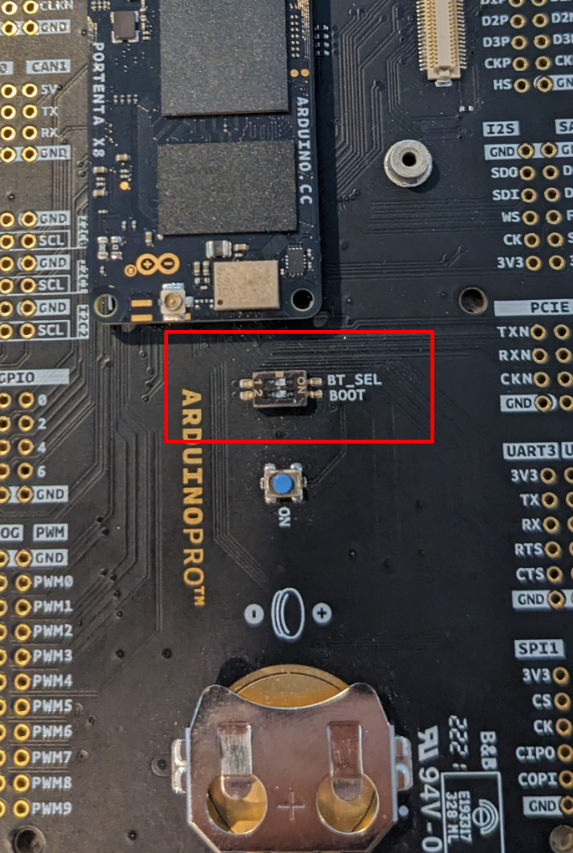 CLKN
GND
CAN1
5V
TX
RX
GND
GND
SCL
GND
SCL
GND
SCL
I2C0
I2C1
I2C2
GPIO
0
2
4
6
GND
PWM
GND
PWM0
PWM1
PWM2
PWM3
PWM4
PWM5
PWM6
PWM7
PWM8
PWM9
PORTENTA X8
ARDUINO.CC
ON
1 2
BT_SEL
BOOT
ARDUINOPRO™
ON
- +
+
D2P
D3P
CKP
HS
I2S
GND
SDO
SDI
WS
CK
3V3
PCIE
TXN
RXN
CKN
GND
UART3
3V3
TX
RX
RTS
CTS
GND
SPI1
3V3
CS
CK
CIPO
COPI
GND
94V-0
222
B&B
E193317
328 ML